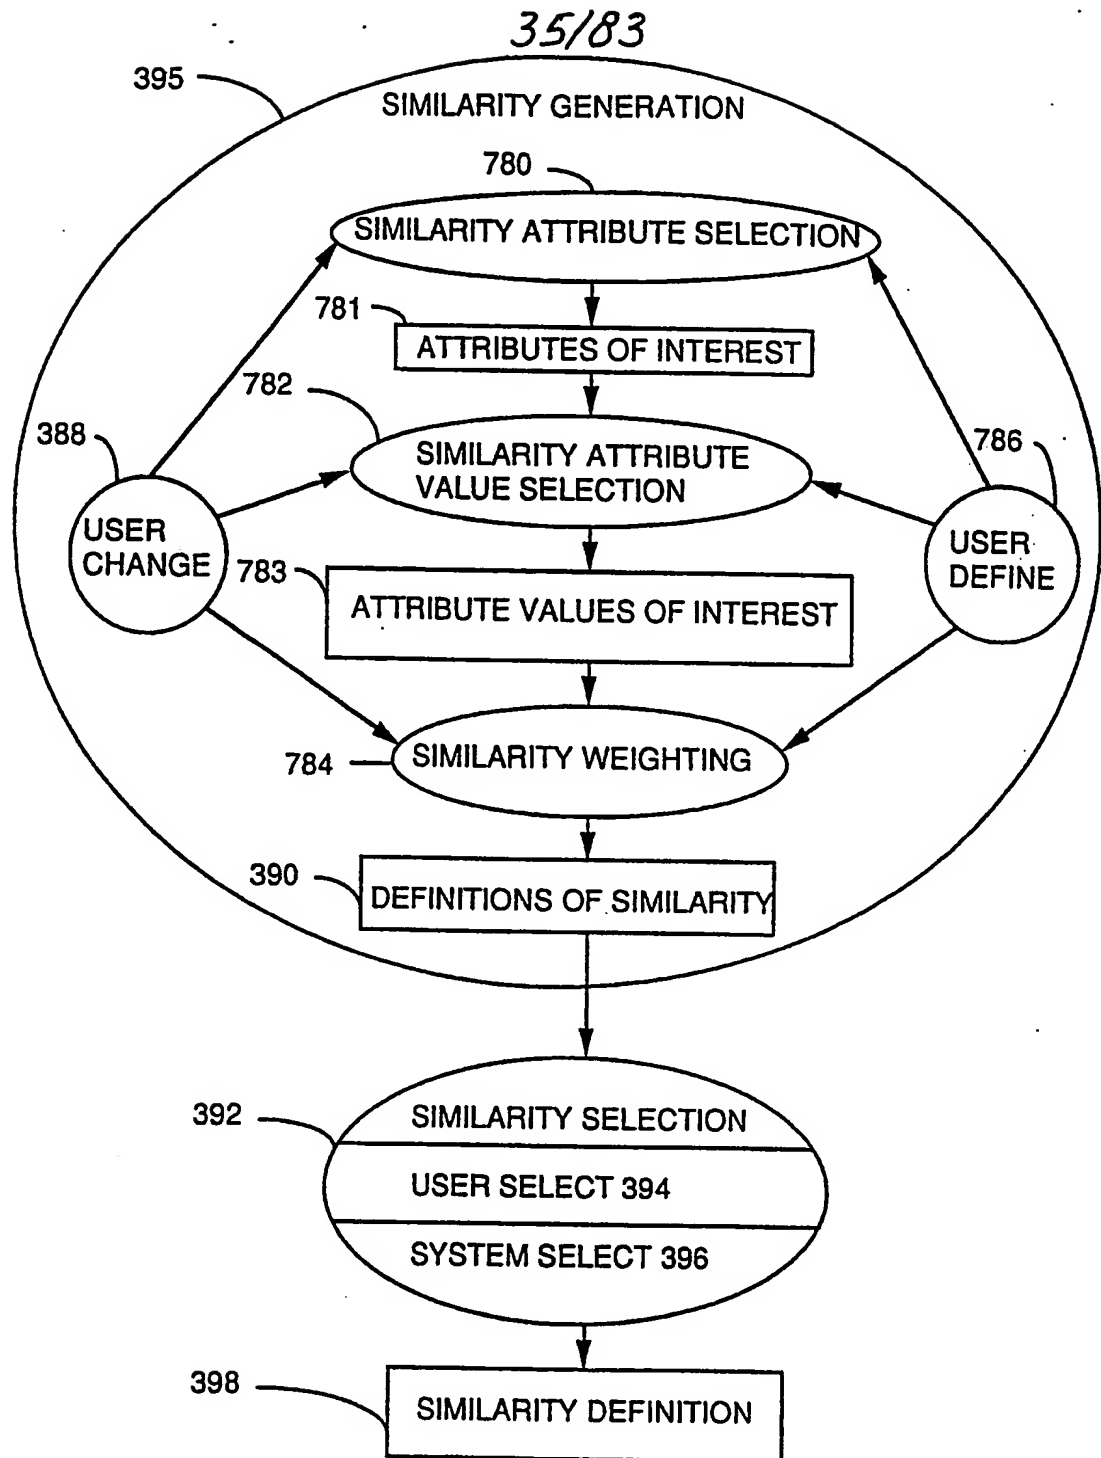 35/83
395
SIMILARITY GENERATION
780
SIMILARITY ATTRIBUTE SELECTION
781
ATTRIBUTES OF INTEREST
782
SIMILARITY ATTRIBUTE
VALUE SELECTION
388
USER
CHANGE
786
USER
DEFINE
783
ATTRIBUTE VALUES OF INTEREST
784
SIMILARITY WEIGHTING
390
DEFINITIONS OF SIMILARITY
392
SIMILARITY SELECTION
USER SELECT 394
SYSTEM SELECT 396
398
SIMILARITY DEFINITION